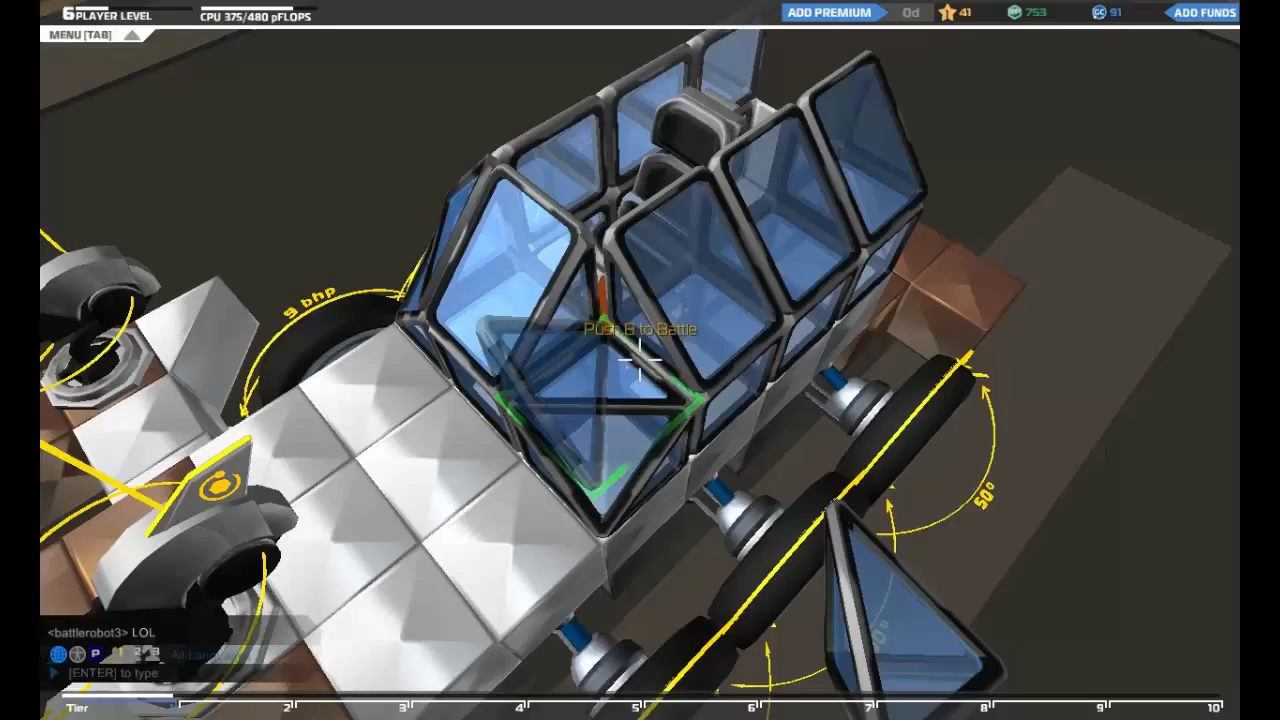 6 PLAYER LEVEL
CPU 375/480 pFLOPS
ADD PREMIUM
0d
41
RP 753
GC 91
ADD FUNDS
MENU [TAB]
9 bhp
Push B to Battle
50°
<battlerobot3> LOL
P
[ENTER] to type
Tier
2
3
4
5
6
7
8
9
10